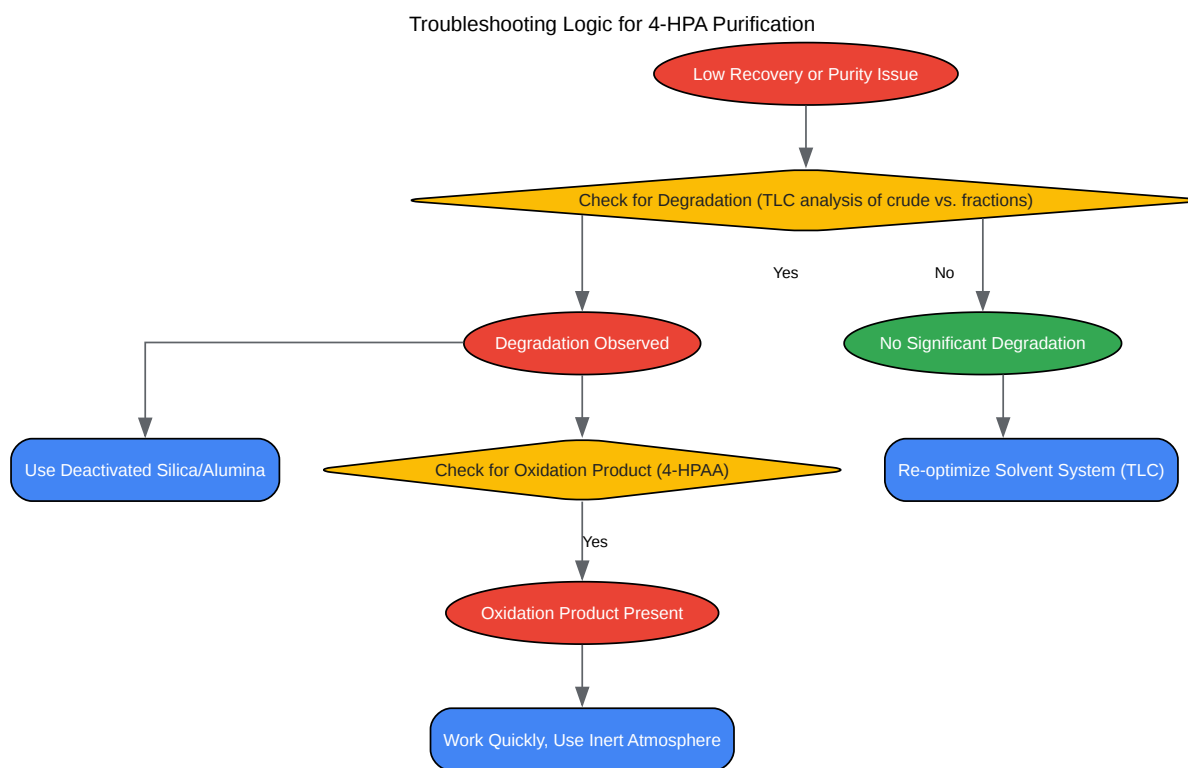 Troubleshooting Logic for 4-HPA Purification
Low Recovery or Purity Issue
Check for Degradation (TLC analysis of crude vs. fractions)
Yes
No
Degradation Observed
No Significant Degradation
Use Deactivated Silica/Alumina
Check for Oxidation Product (4-HPAA)
Re-optimize Solvent System (TLC)
Yes
Oxidation Product Present
Work Quickly, Use Inert Atmosphere